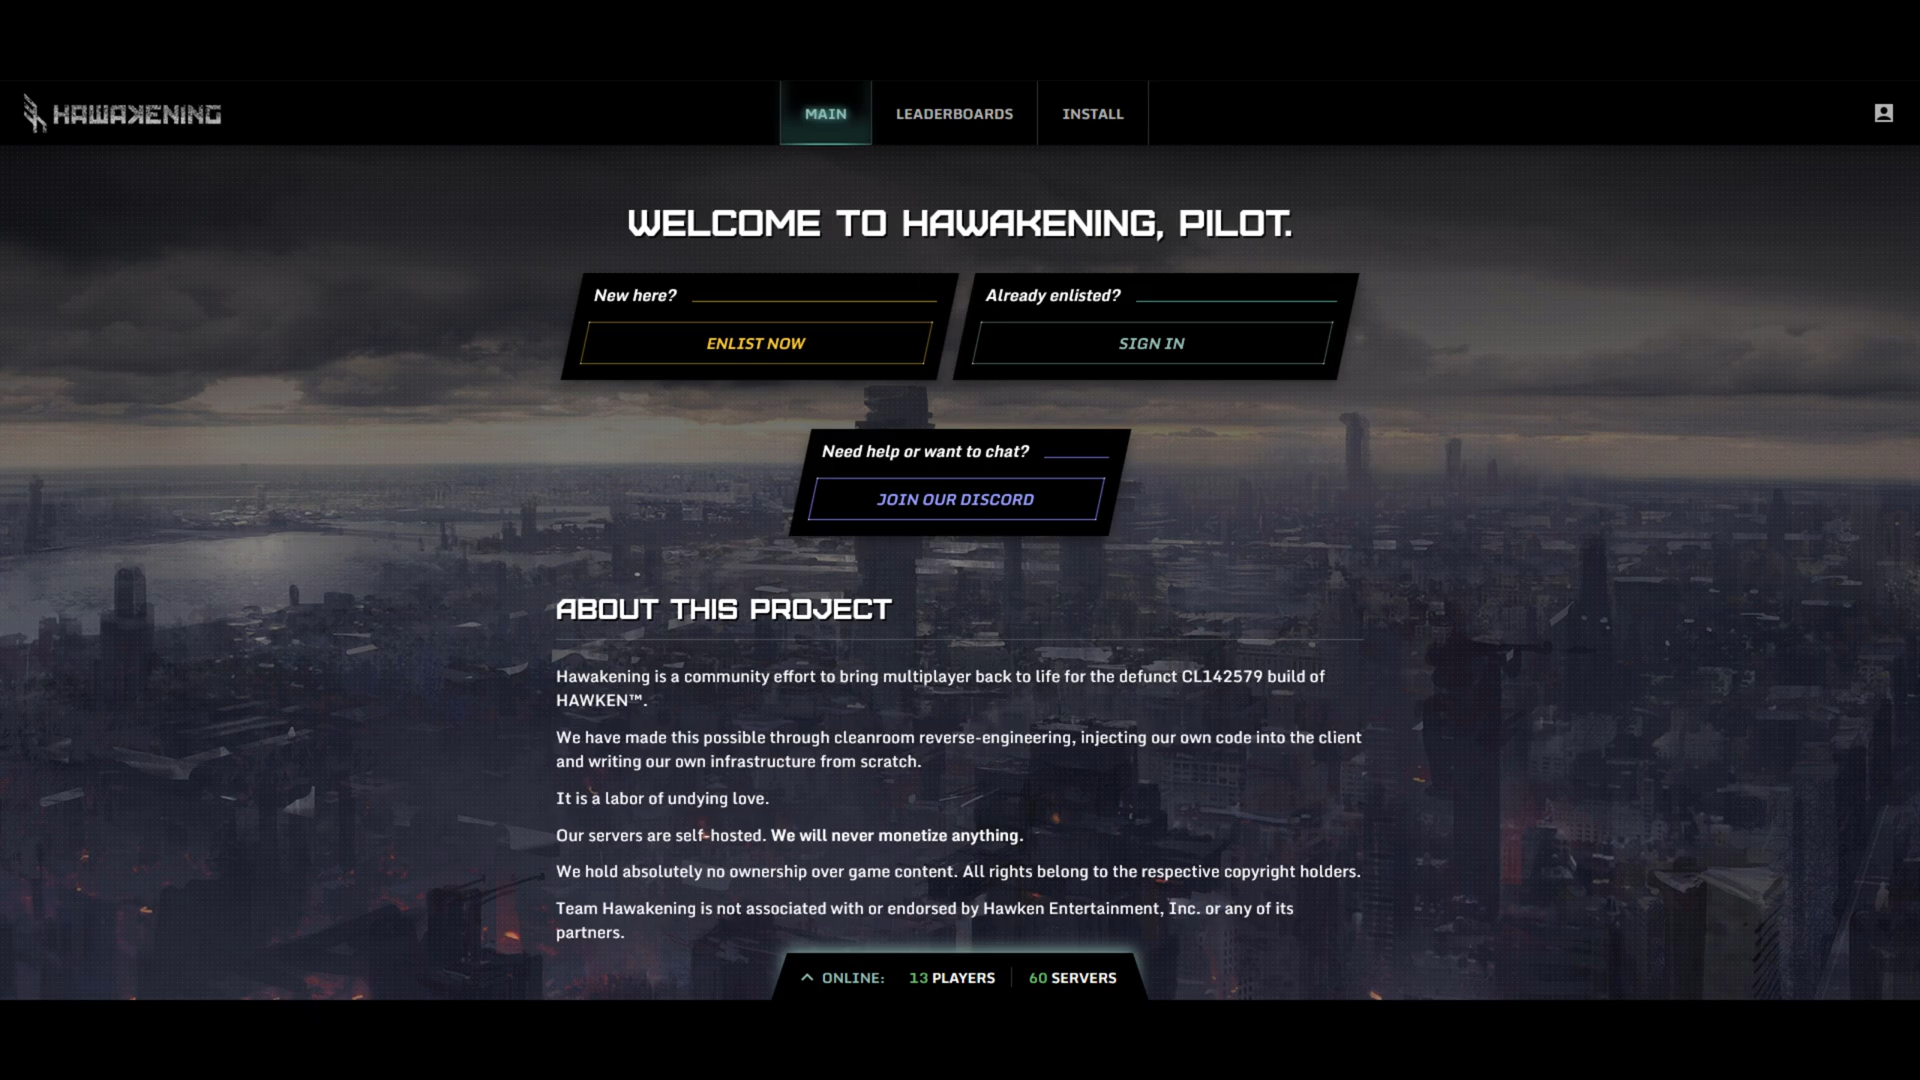 HAWAKENING
MAIN
LEADERBOARDS
INSTALL
WELCOME TO HAWAKENING, PILOT.
New here?
ENLIST NOW
Already enlisted?
SIGN IN
Need help or want to chat?
JOIN OUR DISCORD
ABOUT THIS PROJECT
Hawakening is a community effort to bring multiplayer back to life for the defunct CL142579 build of
HAWKEN™.
We have made this possible through cleanroom reverse-engineering, injecting our own code into the client
and writing our own infrastructure from scratch.
It is a labor of undying love.
Our servers are self-hosted. We will never monetize anything.
We hold absolutely no ownership over game content. All rights belong to the respective copyright holders.
Team Hawakening is not associated with or endorsed by Hawken Entertainment, Inc. or any of its
partners.
ONLINE: 13 PLAYERS 60 SERVERS